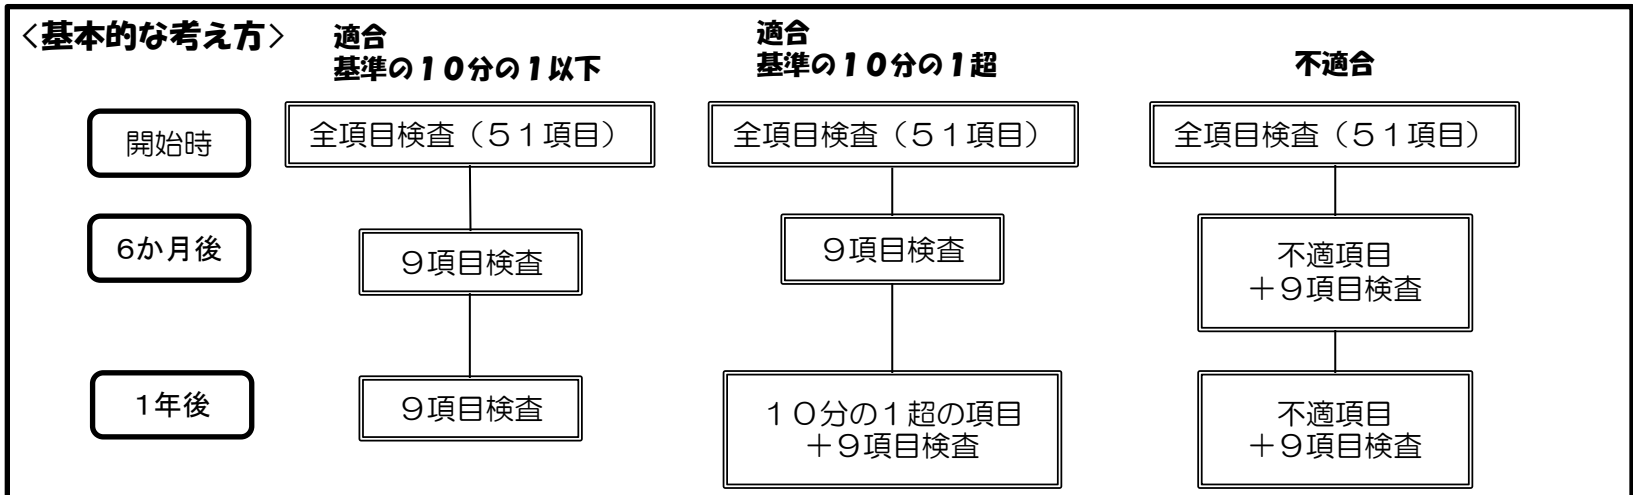 <基本的な考え方>
適合
基準の10分の1以下
適合
基準の10分の1超
不適合
開始時
全項目検査（51項目）
全項目検査（51項目）
全項目検査（51項目）
6か月後
9項目検査
9項目検査
不適項目
＋9項目検査
1年後
9項目検査
10分の1超の項目
＋9項目検査
不適項目
＋9項目検査